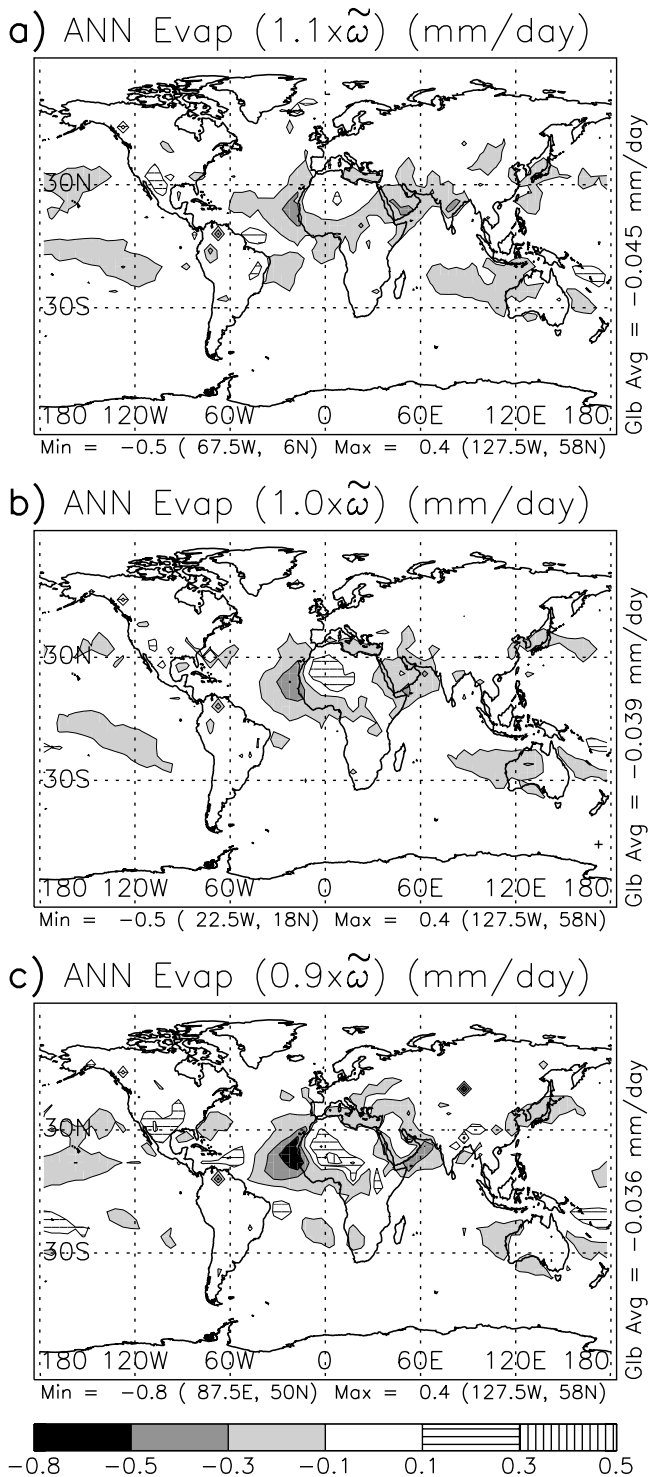 a) ANN Evap (1.1xω̃) (mm/day)
30N
30S
180 120W 60W 0 60E 120E 180
Glb Avg = −0.045 mm/day
Min = −0.5 ( 67.5W, 6N) Max = 0.4 (127.5W, 58N)
b) ANN Evap (1.0xω̃) (mm/day)
30N
30S
180 120W 60W 0 60E 120E 180
Glb Avg = −0.039 mm/day
Min = −0.5 ( 22.5W, 18N) Max = 0.4 (127.5W, 58N)
c) ANN Evap (0.9xω̃) (mm/day)
30N
30S
180 120W 60W 0 60E 120E 180
Glb Avg = −0.036 mm/day
Min = −0.8 ( 87.5E, 50N) Max = 0.4 (127.5W, 58N)
−0.8 −0.5 −0.3 −0.1 0.1 0.3 0.5